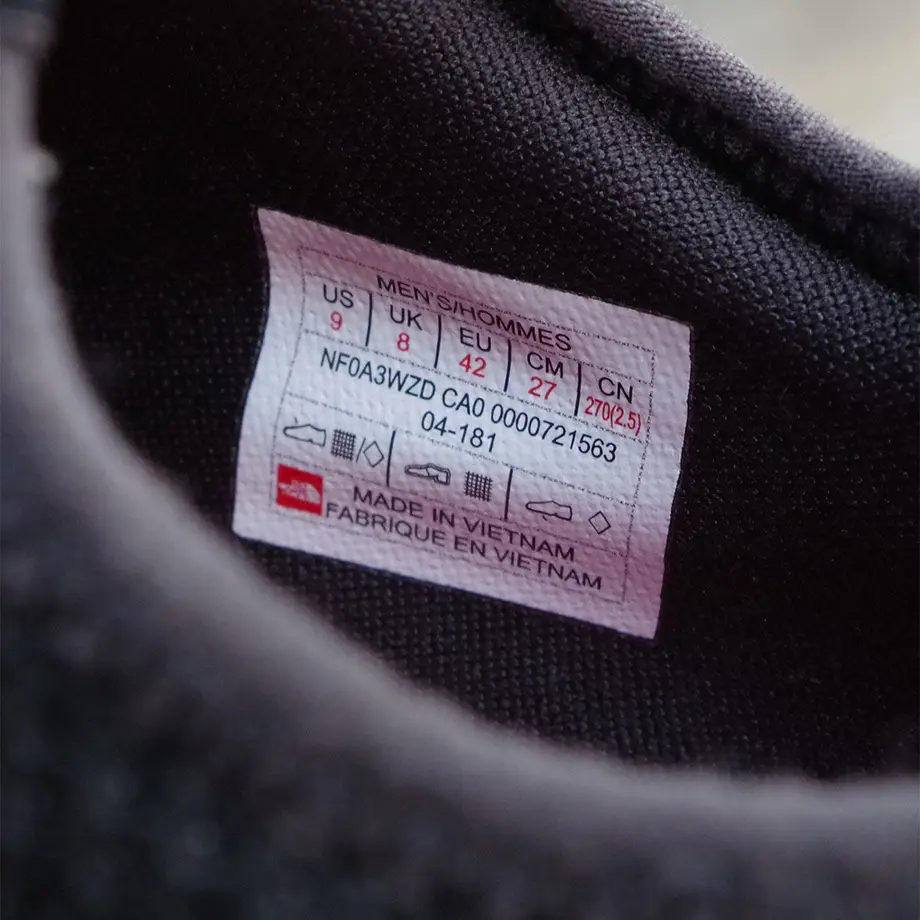 MEN'S/HOMMES
US UK EU CM CN
9 8 42 27 270(2.5)
NF0A3WZD CA0 0000721563
04-181
MADE IN VIETNAM
FABRIQUE EN VIETNAM